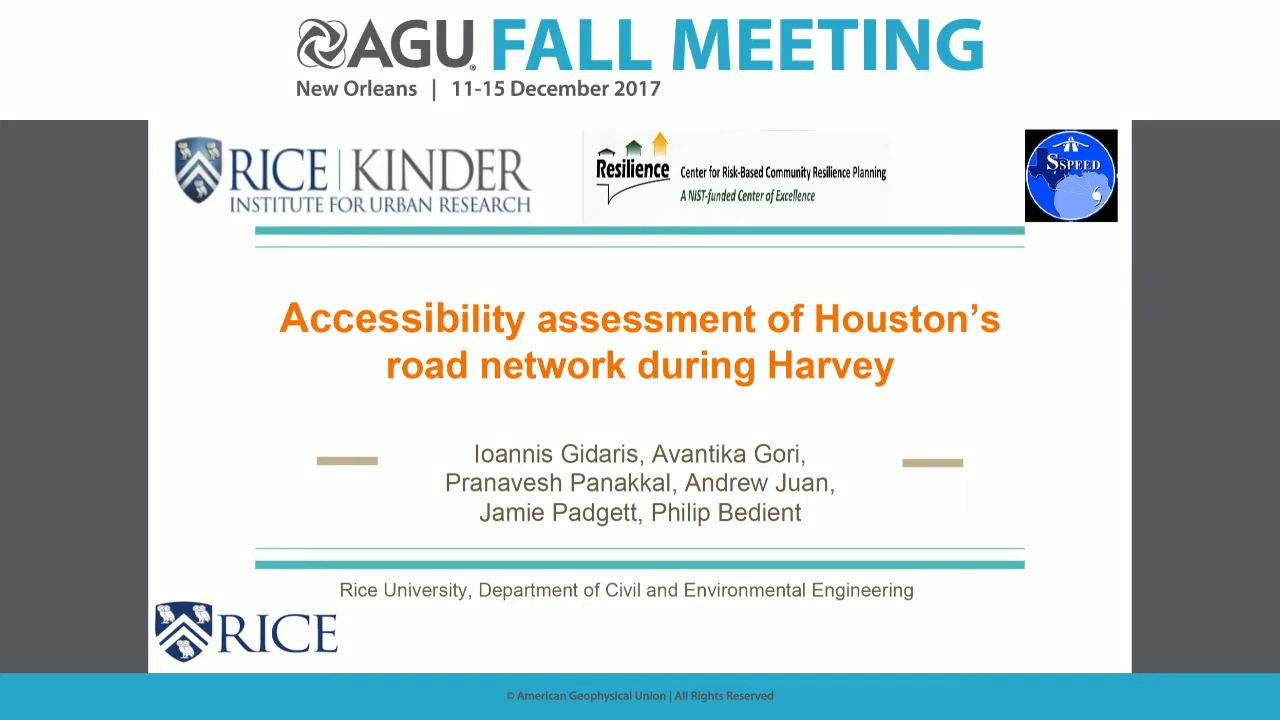 AGU FALL MEETING
New Orleans | 11-15 December 2017
RICE | KINDER
INSTITUTE FOR URBAN RESEARCH
Resilience
Center for Risk-Based Community Resilience Planning
A NIST-funded Center of Excellence
SSPEED
Accessibility assessment of Houston’s
road network during Harvey
Ioannis Gidaris, Avantika Gori,
Pranavesh Panakkal, Andrew Juan,
Jamie Padgett, Philip Bedient
Rice University, Department of Civil and Environmental Engineering
RICE
© American Geophysical Union | All Rights Reserved